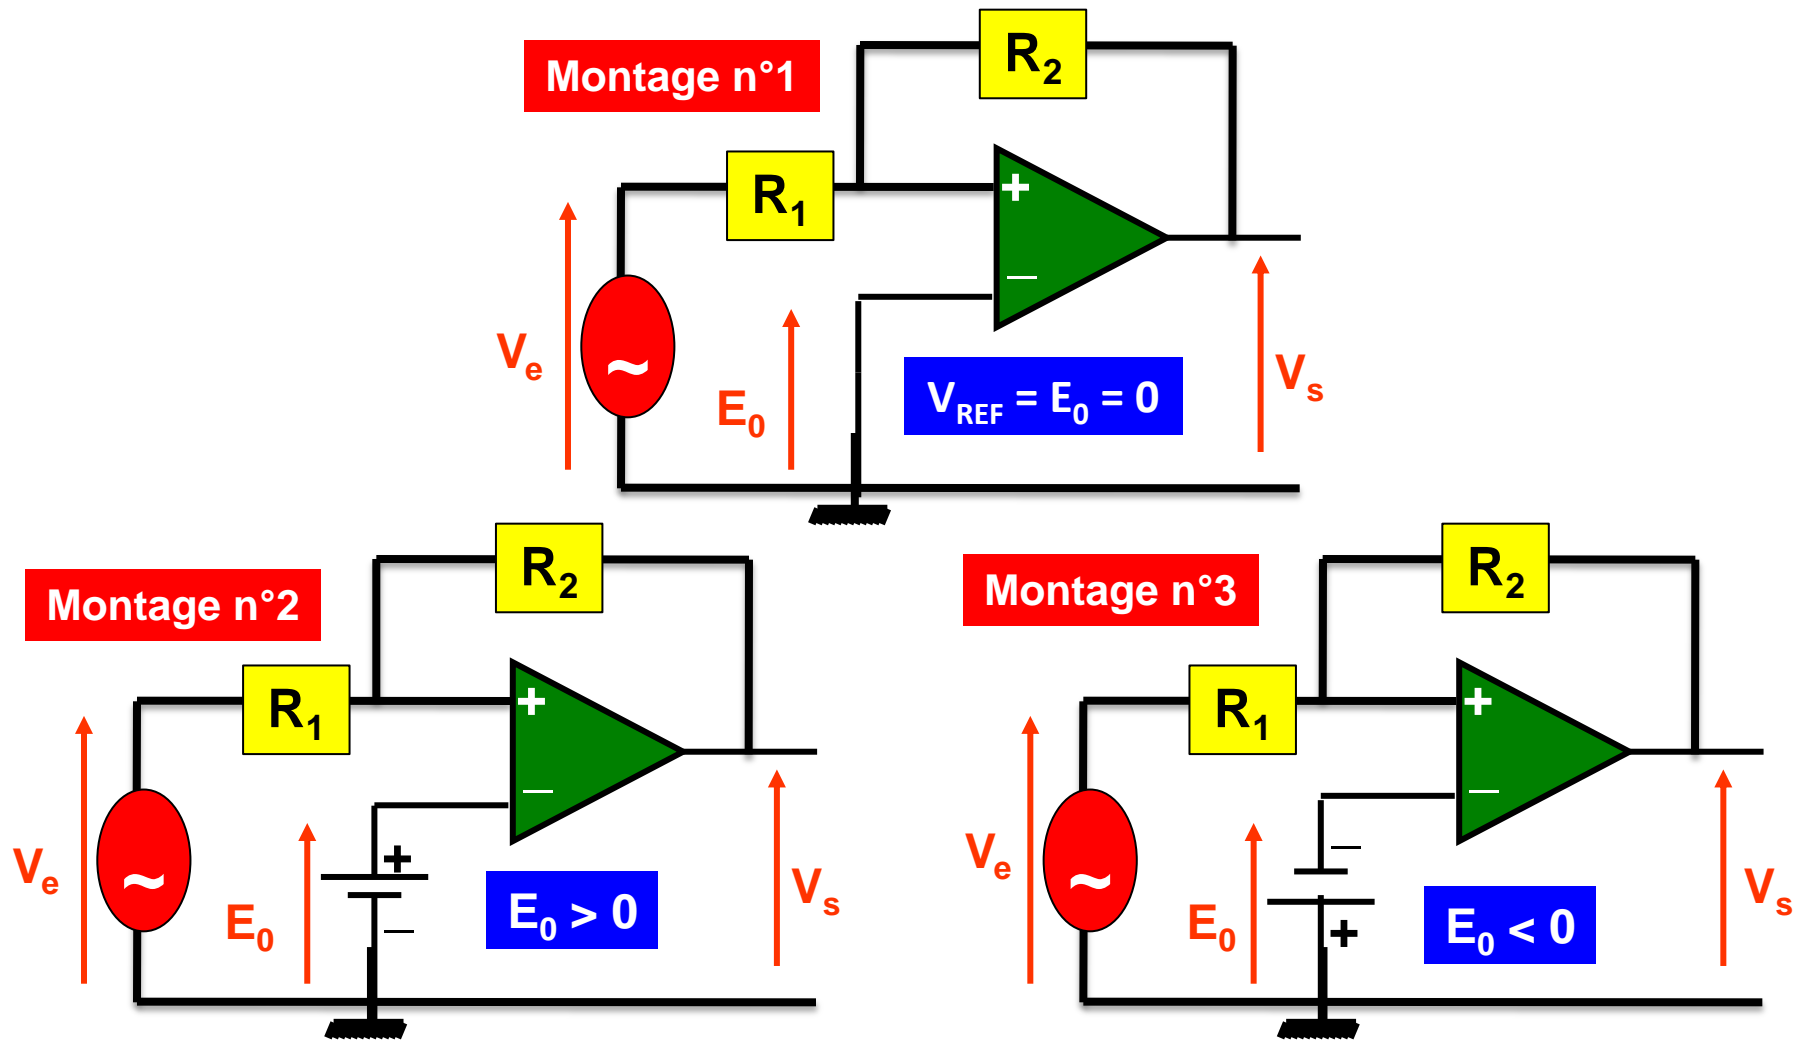 Montage n°1
R2
R1
+
–
~
Ve
E0
VREF = E0 = 0
Vs
Montage n°2
R2
R1
+
–
~
Ve
E0
+
–
E0 > 0
Vs
Montage n°3
R2
R1
+
–
~
Ve
E0
–
+
E0 < 0
Vs